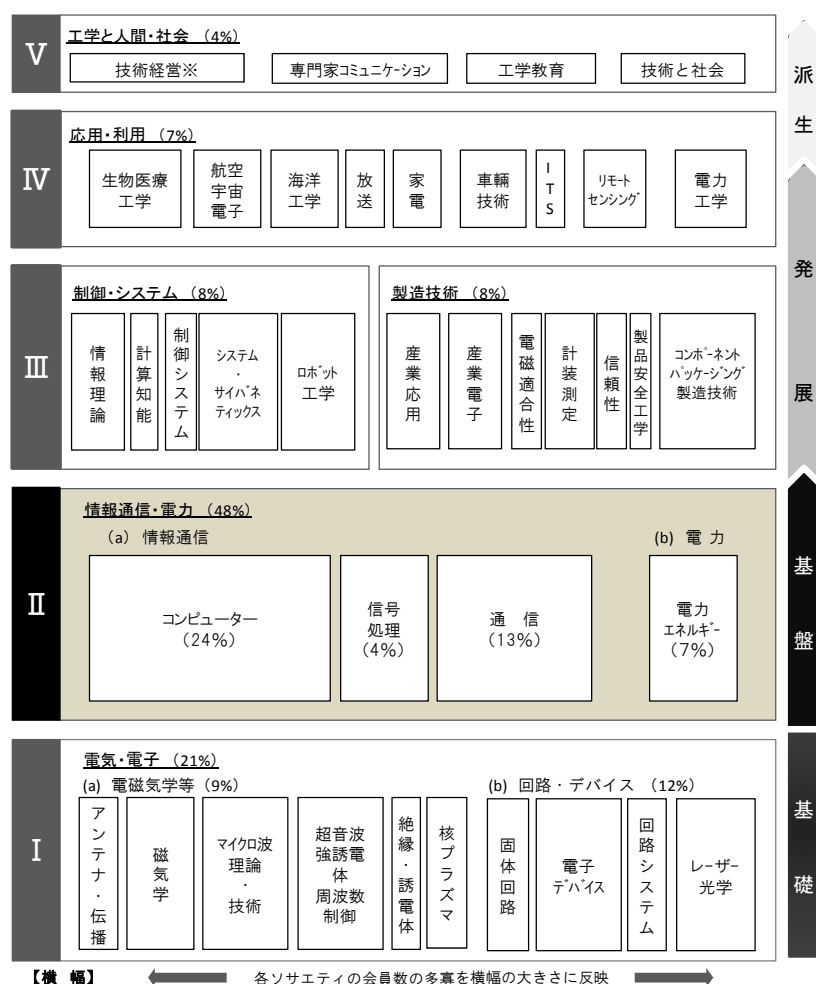 Ⅴ
工学と人間・社会 (4%)
技術経営※
専門家コミュニケーション
工学教育
技術と社会
派生
Ⅳ
応用・利用 (7%)
生物医療
工学
航空
宇宙
電子
海洋
工学
放送
家電
車輌
技術
ITS
リモート
センシング
電力
工学
発展
Ⅲ
制御・システム (8%)
情報理論
計算知能
制御システム
システム
・
サイバネ
ティックス
ロボット
工学
製造技術 (8%)
産業応用
産業電子
電磁適合性
計装測定
信頼性
製品安全工学
コンポーネント
パッケージング
製造技術
Ⅱ
情報通信・電力 (48%)
(a) 情報通信
コンピューター
(24%)
信号
処理
(4%)
通 信
(13%)
(b) 電 力
電力
エネルギー
(7%)
基盤
Ⅰ
電気・電子 (21%)
(a) 電磁気学等 (9%)
アンテナ・伝播
磁気学
マイクロ波
理論
・
技術
超音波
強誘電
体
周波数
制御
絶縁・誘電体
核プラズマ
(b) 回路・デバイス (12%)
固体回路
電子
デバイス
回路システム
レーザー
光学
基礎
【横 幅】 各ソサエティの会員数の多寡を横幅の大きさに反映